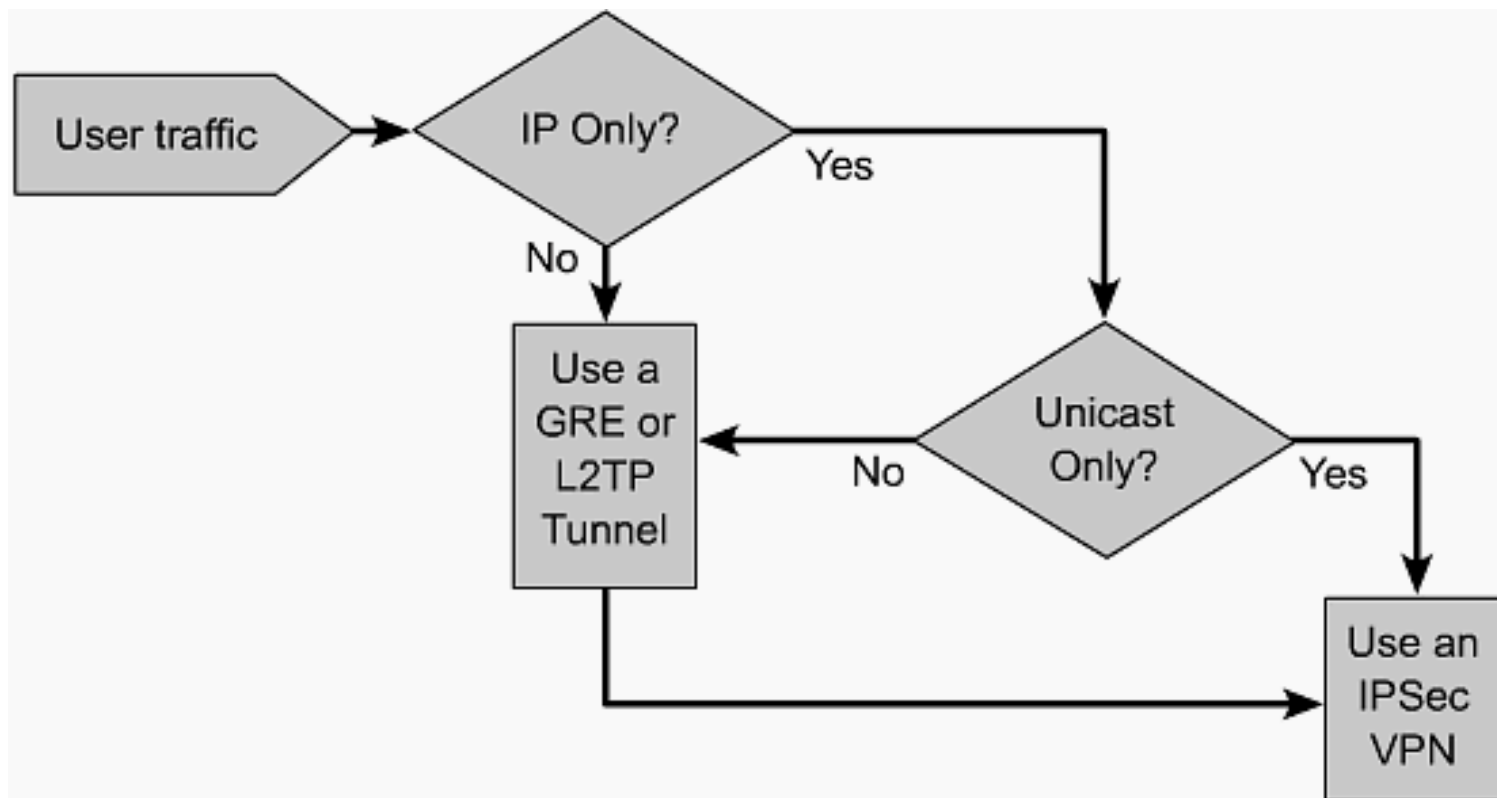 User traffic
IP Only?
Yes
No
Use a
GRE or
L2TP
Tunnel
Unicast
Only?
No
Yes
Use an
IPSec
VPN